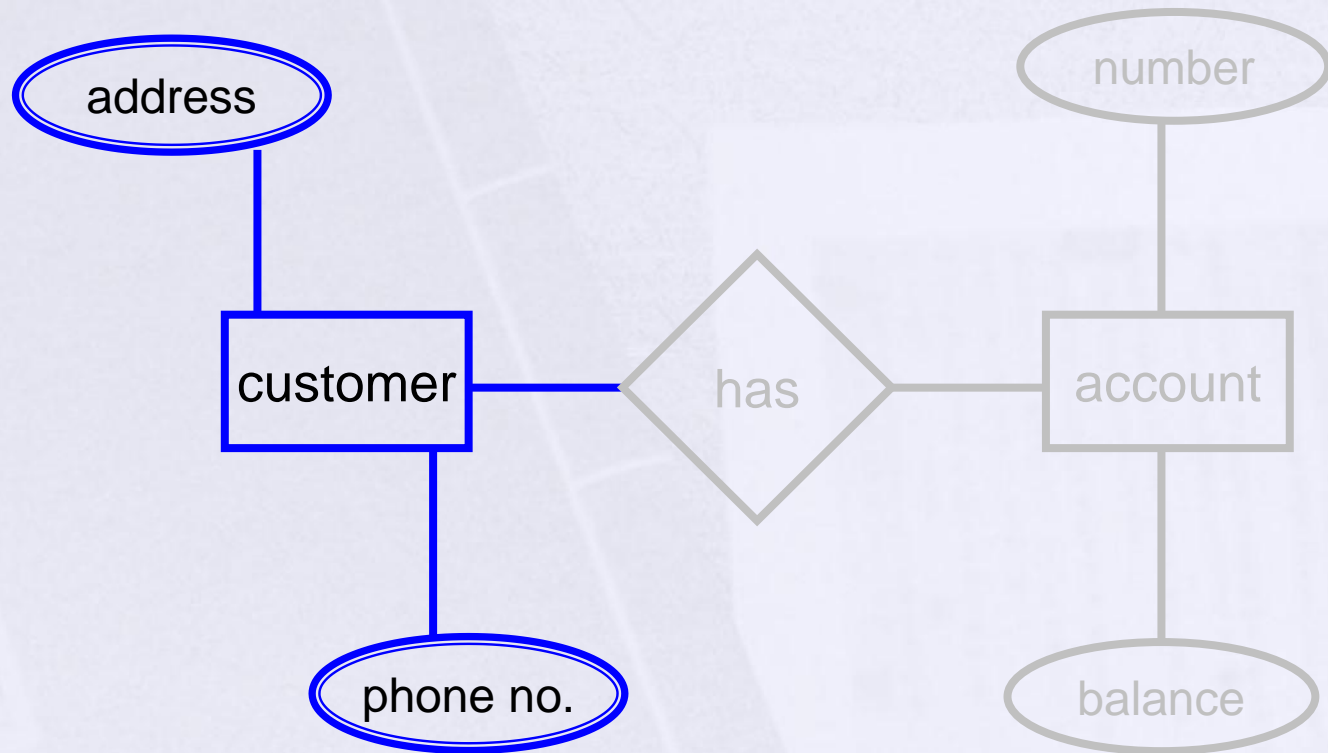 number
address
customer
has
account
phone no.
balance